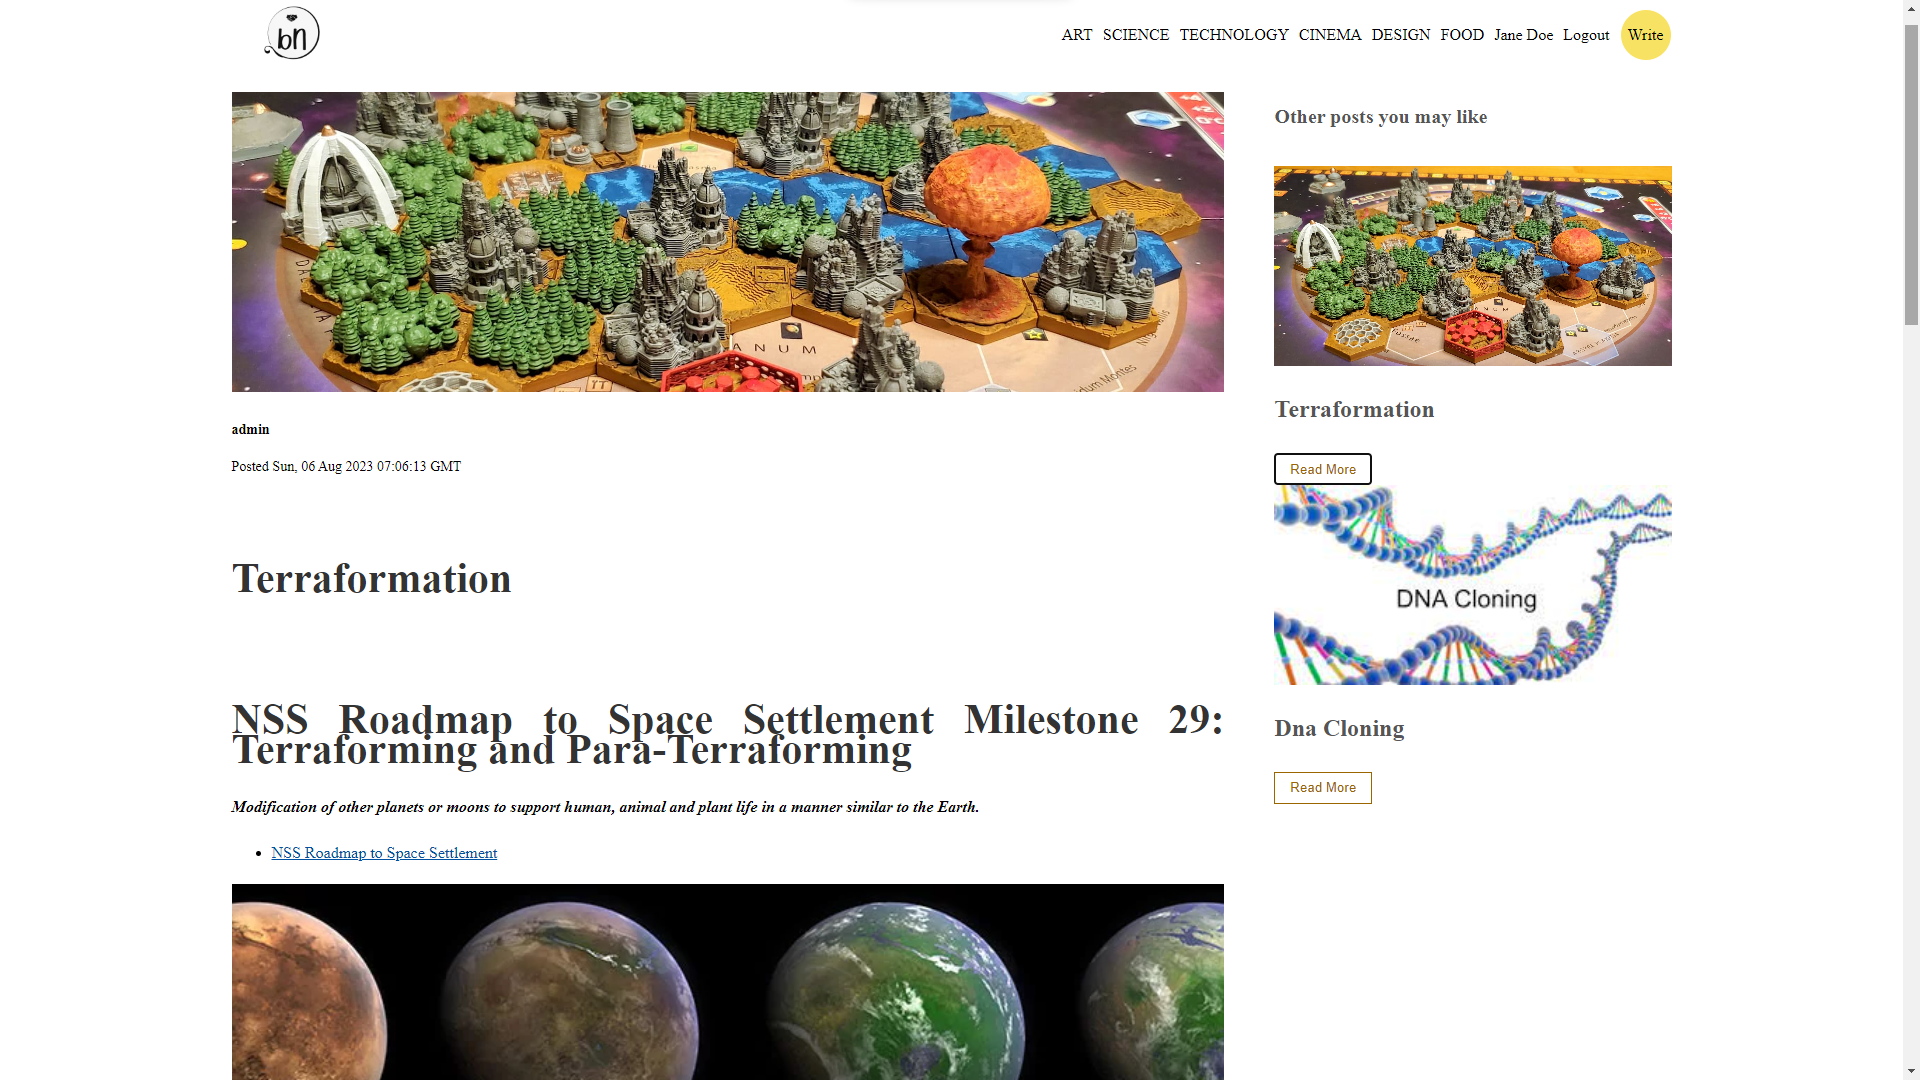 bn
ART SCIENCE TECHNOLOGY CINEMA DESIGN FOOD Jane Doe Logout Write
ANUM
TT
admin
Posted Sun, 06 Aug 2023 07:06:13 GMT
Terraformation
NSS Roadmap to Space Settlement Milestone 29:
Terraforming and Para-Terraforming
Modification of other planets or moons to support human, animal and plant life in a manner similar to the Earth.
• NSS Roadmap to Space Settlement
Other posts you may like
Terraformation
Read More
DNA Cloning
Dna Cloning
Read More